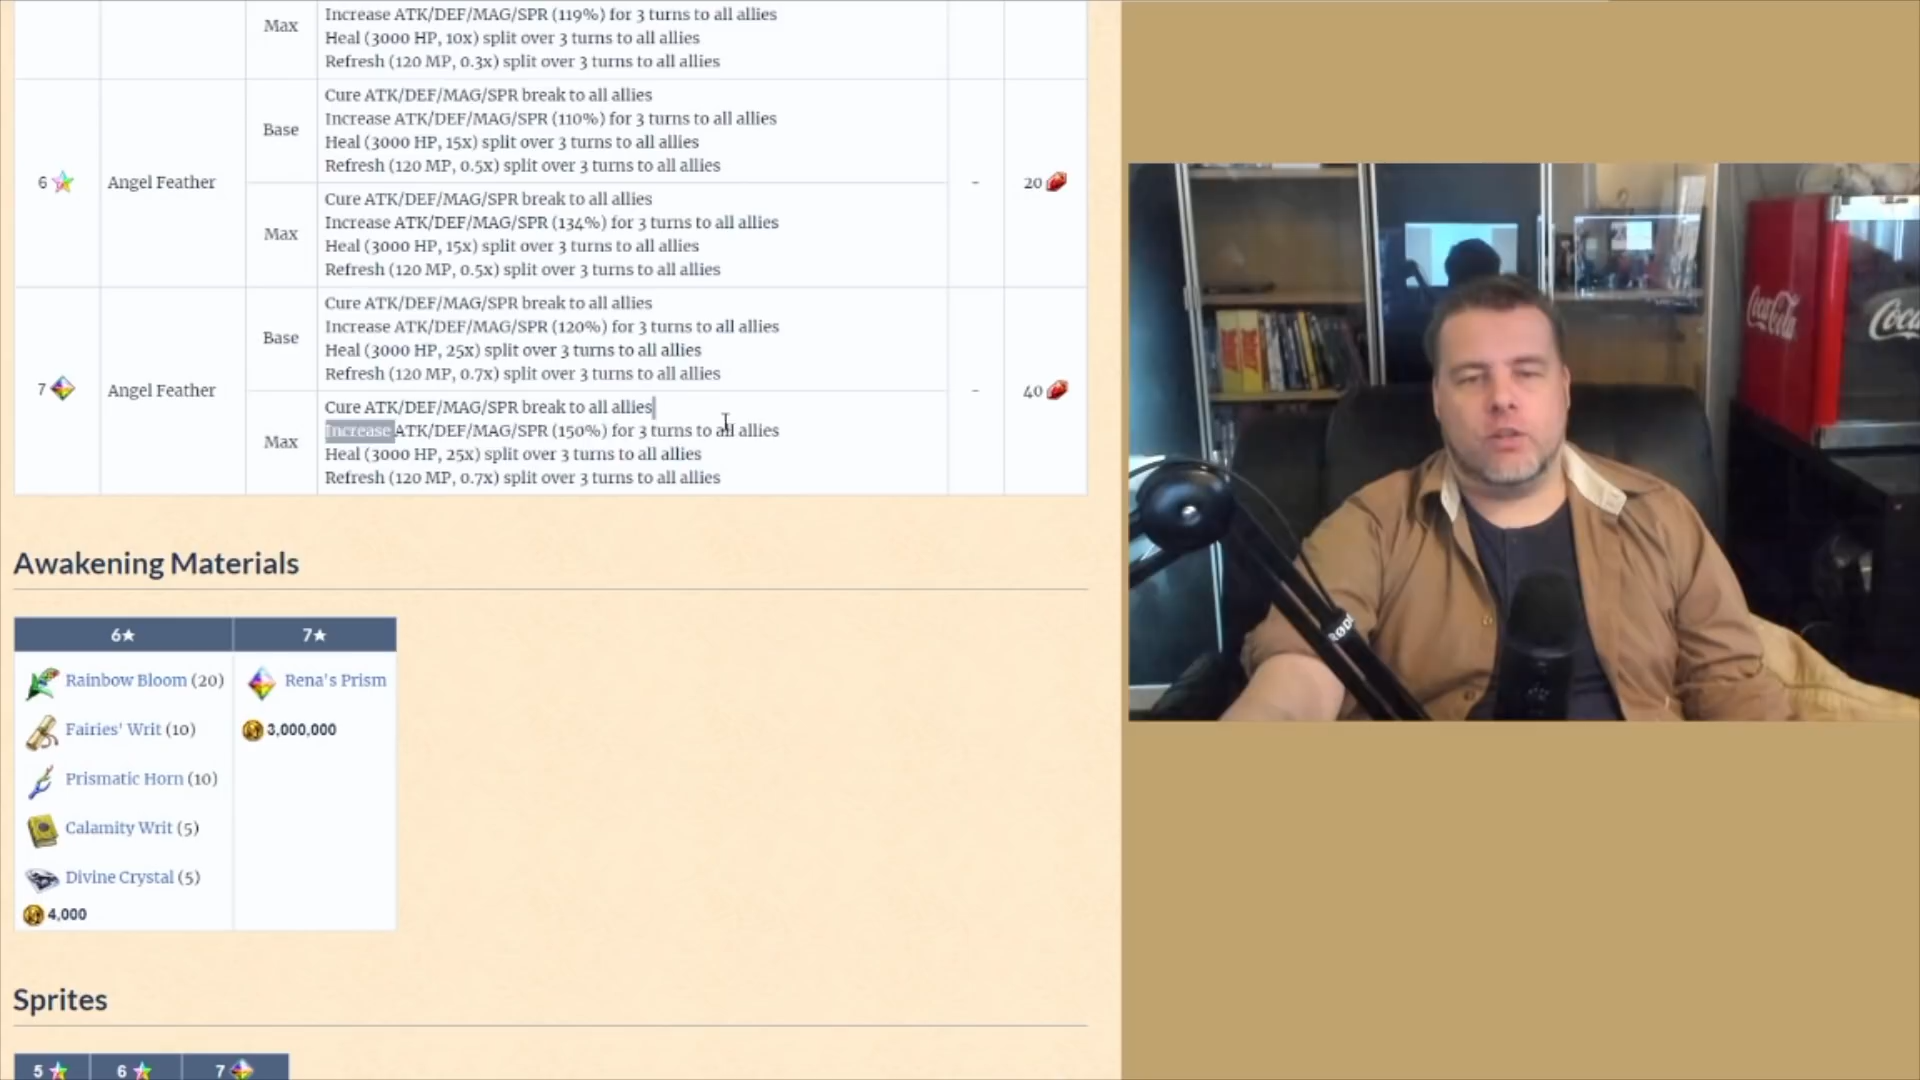 Max
Increase ATK/DEF/MAG/SPR (119%) for 3 turns to all allies
Heal (3000 HP, 10x) split over 3 turns to all allies
Refresh (120 MP, 0.3x) split over 3 turns to all allies
6
Angel Feather
Base
Cure ATK/DEF/MAG/SPR break to all allies
Increase ATK/DEF/MAG/SPR (110%) for 3 turns to all allies
Heal (3000 HP, 15x) split over 3 turns to all allies
Refresh (120 MP, 0.5x) split over 3 turns to all allies
-
20
Max
Cure ATK/DEF/MAG/SPR break to all allies
Increase ATK/DEF/MAG/SPR (134%) for 3 turns to all allies
Heal (3000 HP, 15x) split over 3 turns to all allies
Refresh (120 MP, 0.5x) split over 3 turns to all allies
7
Angel Feather
Base
Cure ATK/DEF/MAG/SPR break to all allies
Increase ATK/DEF/MAG/SPR (120%) for 3 turns to all allies
Heal (3000 HP, 25x) split over 3 turns to all allies
Refresh (120 MP, 0.7x) split over 3 turns to all allies
-
40
Max
Cure ATK/DEF/MAG/SPR break to all allies
Increase ATK/DEF/MAG/SPR (150%) for 3 turns to all allies
Heal (3000 HP, 25x) split over 3 turns to all allies
Refresh (120 MP, 0.7x) split over 3 turns to all allies
Awakening Materials
6★
7★
Rainbow Bloom (20)
Fairies' Writ (10)
Prismatic Horn (10)
Calamity Writ (5)
Divine Crystal (5)
4,000
Rena's Prism
3,000,000
Sprites
5
6
7
Coca-Cola
Coca
RØDE